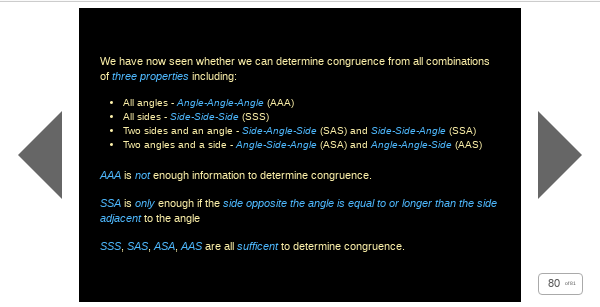 We have now seen whether we can determine congruence from all combinations
of three properties including:
• All angles - Angle-Angle-Angle (AAA)
• All sides - Side-Side-Side (SSS)
• Two sides and an angle - Side-Angle-Side (SAS) and Side-Side-Angle (SSA)
• Two angles and a side - Angle-Side-Angle (ASA) and Angle-Angle-Side (AAS)
AAA is not enough information to determine congruence.
SSA is only enough if the side opposite the angle is equal to or longer than the side
adjacent to the angle
SSS, SAS, ASA, AAS are all sufficent to determine congruence.
80 of 81